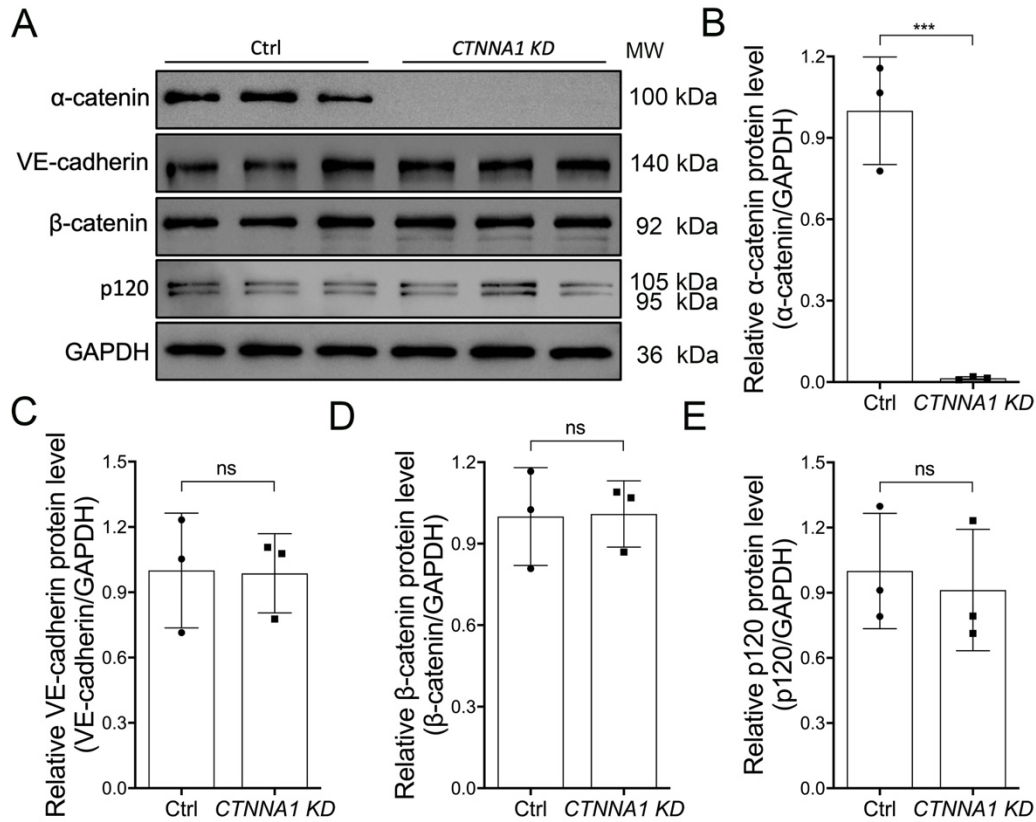 A
Ctrl
CTNNA1 KD
MW
α-catenin
100 kDa
VE-cadherin
140 kDa
β-catenin
92 kDa
p120
105 kDa
95 kDa
GAPDH
36 kDa
B
***
Relative α-catenin protein level
(α-catenin/GAPDH)
1.2
0.9
0.6
0.3
0.0
Ctrl
CTNNA1 KD
C
ns
Relative VE-cadherin protein level
(VE-cadherin/GAPDH)
1.5
1.2
0.9
0.6
0.3
0.0
Ctrl
CTNNA1 KD
D
ns
Relative β-catenin protein level
(β-catenin/GAPDH)
1.2
0.9
0.6
0.3
0.0
Ctrl
CTNNA1 KD
E
ns
Relative p120 protein level
(p120/GAPDH)
1.5
1.2
0.9
0.6
0.3
0.0
Ctrl
CTNNA1 KD